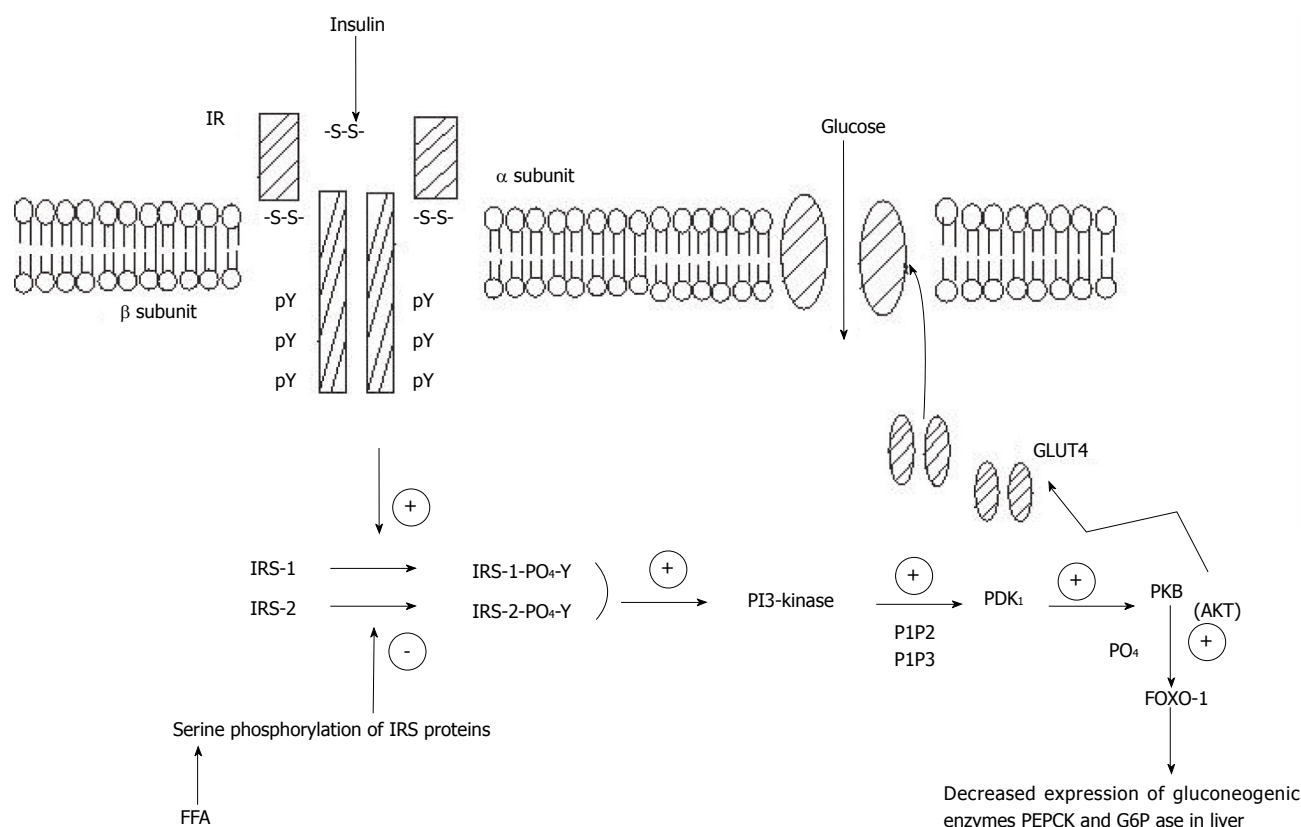 Insulin
IR
-S-S-
Glucose
α subunit
-S-S-
-S-S-
β subunit
pY
pY
pY
pY
pY
pY
GLUT4
+
IRS-1
IRS-1-PO₄-Y
+
+
+
IRS-2
IRS-2-PO₄-Y
PI3-kinase
PDK₁
PKB
(AKT)
P1P2
P1P3
PO₄
+
-
FOXO-1
Serine phosphorylation of IRS proteins
FFA
Decreased expression of gluconeogenic
enzymes PEPCK and G6P ase in liver